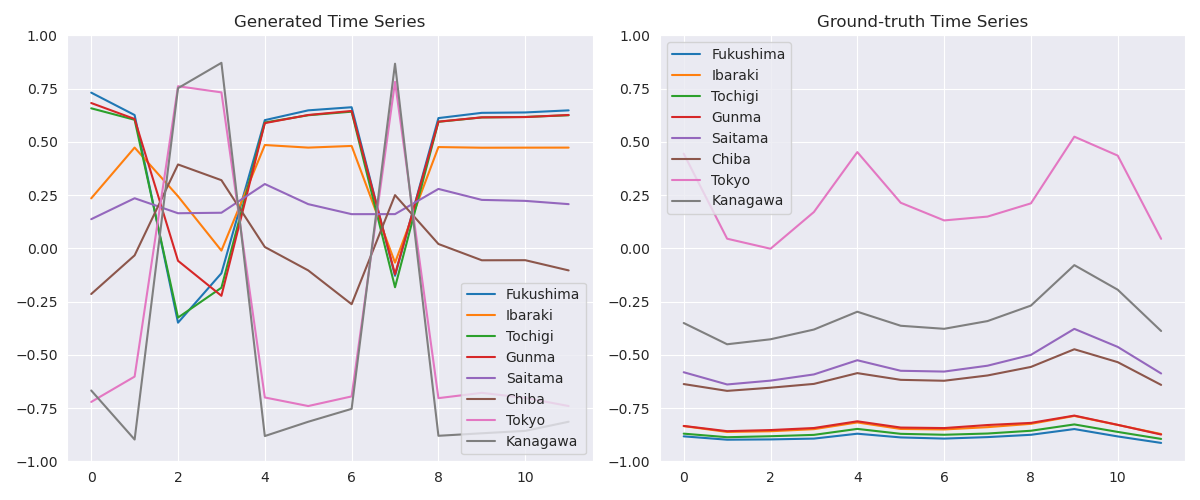 Generated Time Series
1.00
0.75
0.50
0.25
0.00
−0.25
−0.50
−0.75
−1.00
0
2
4
6
8
10
Fukushima
Ibaraki
Tochigi
Gunma
Saitama
Chiba
Tokyo
Kanagawa
Ground-truth Time Series
1.00
0.75
0.50
0.25
0.00
−0.25
−0.50
−0.75
−1.00
0
2
4
6
8
10
Fukushima
Ibaraki
Tochigi
Gunma
Saitama
Chiba
Tokyo
Kanagawa